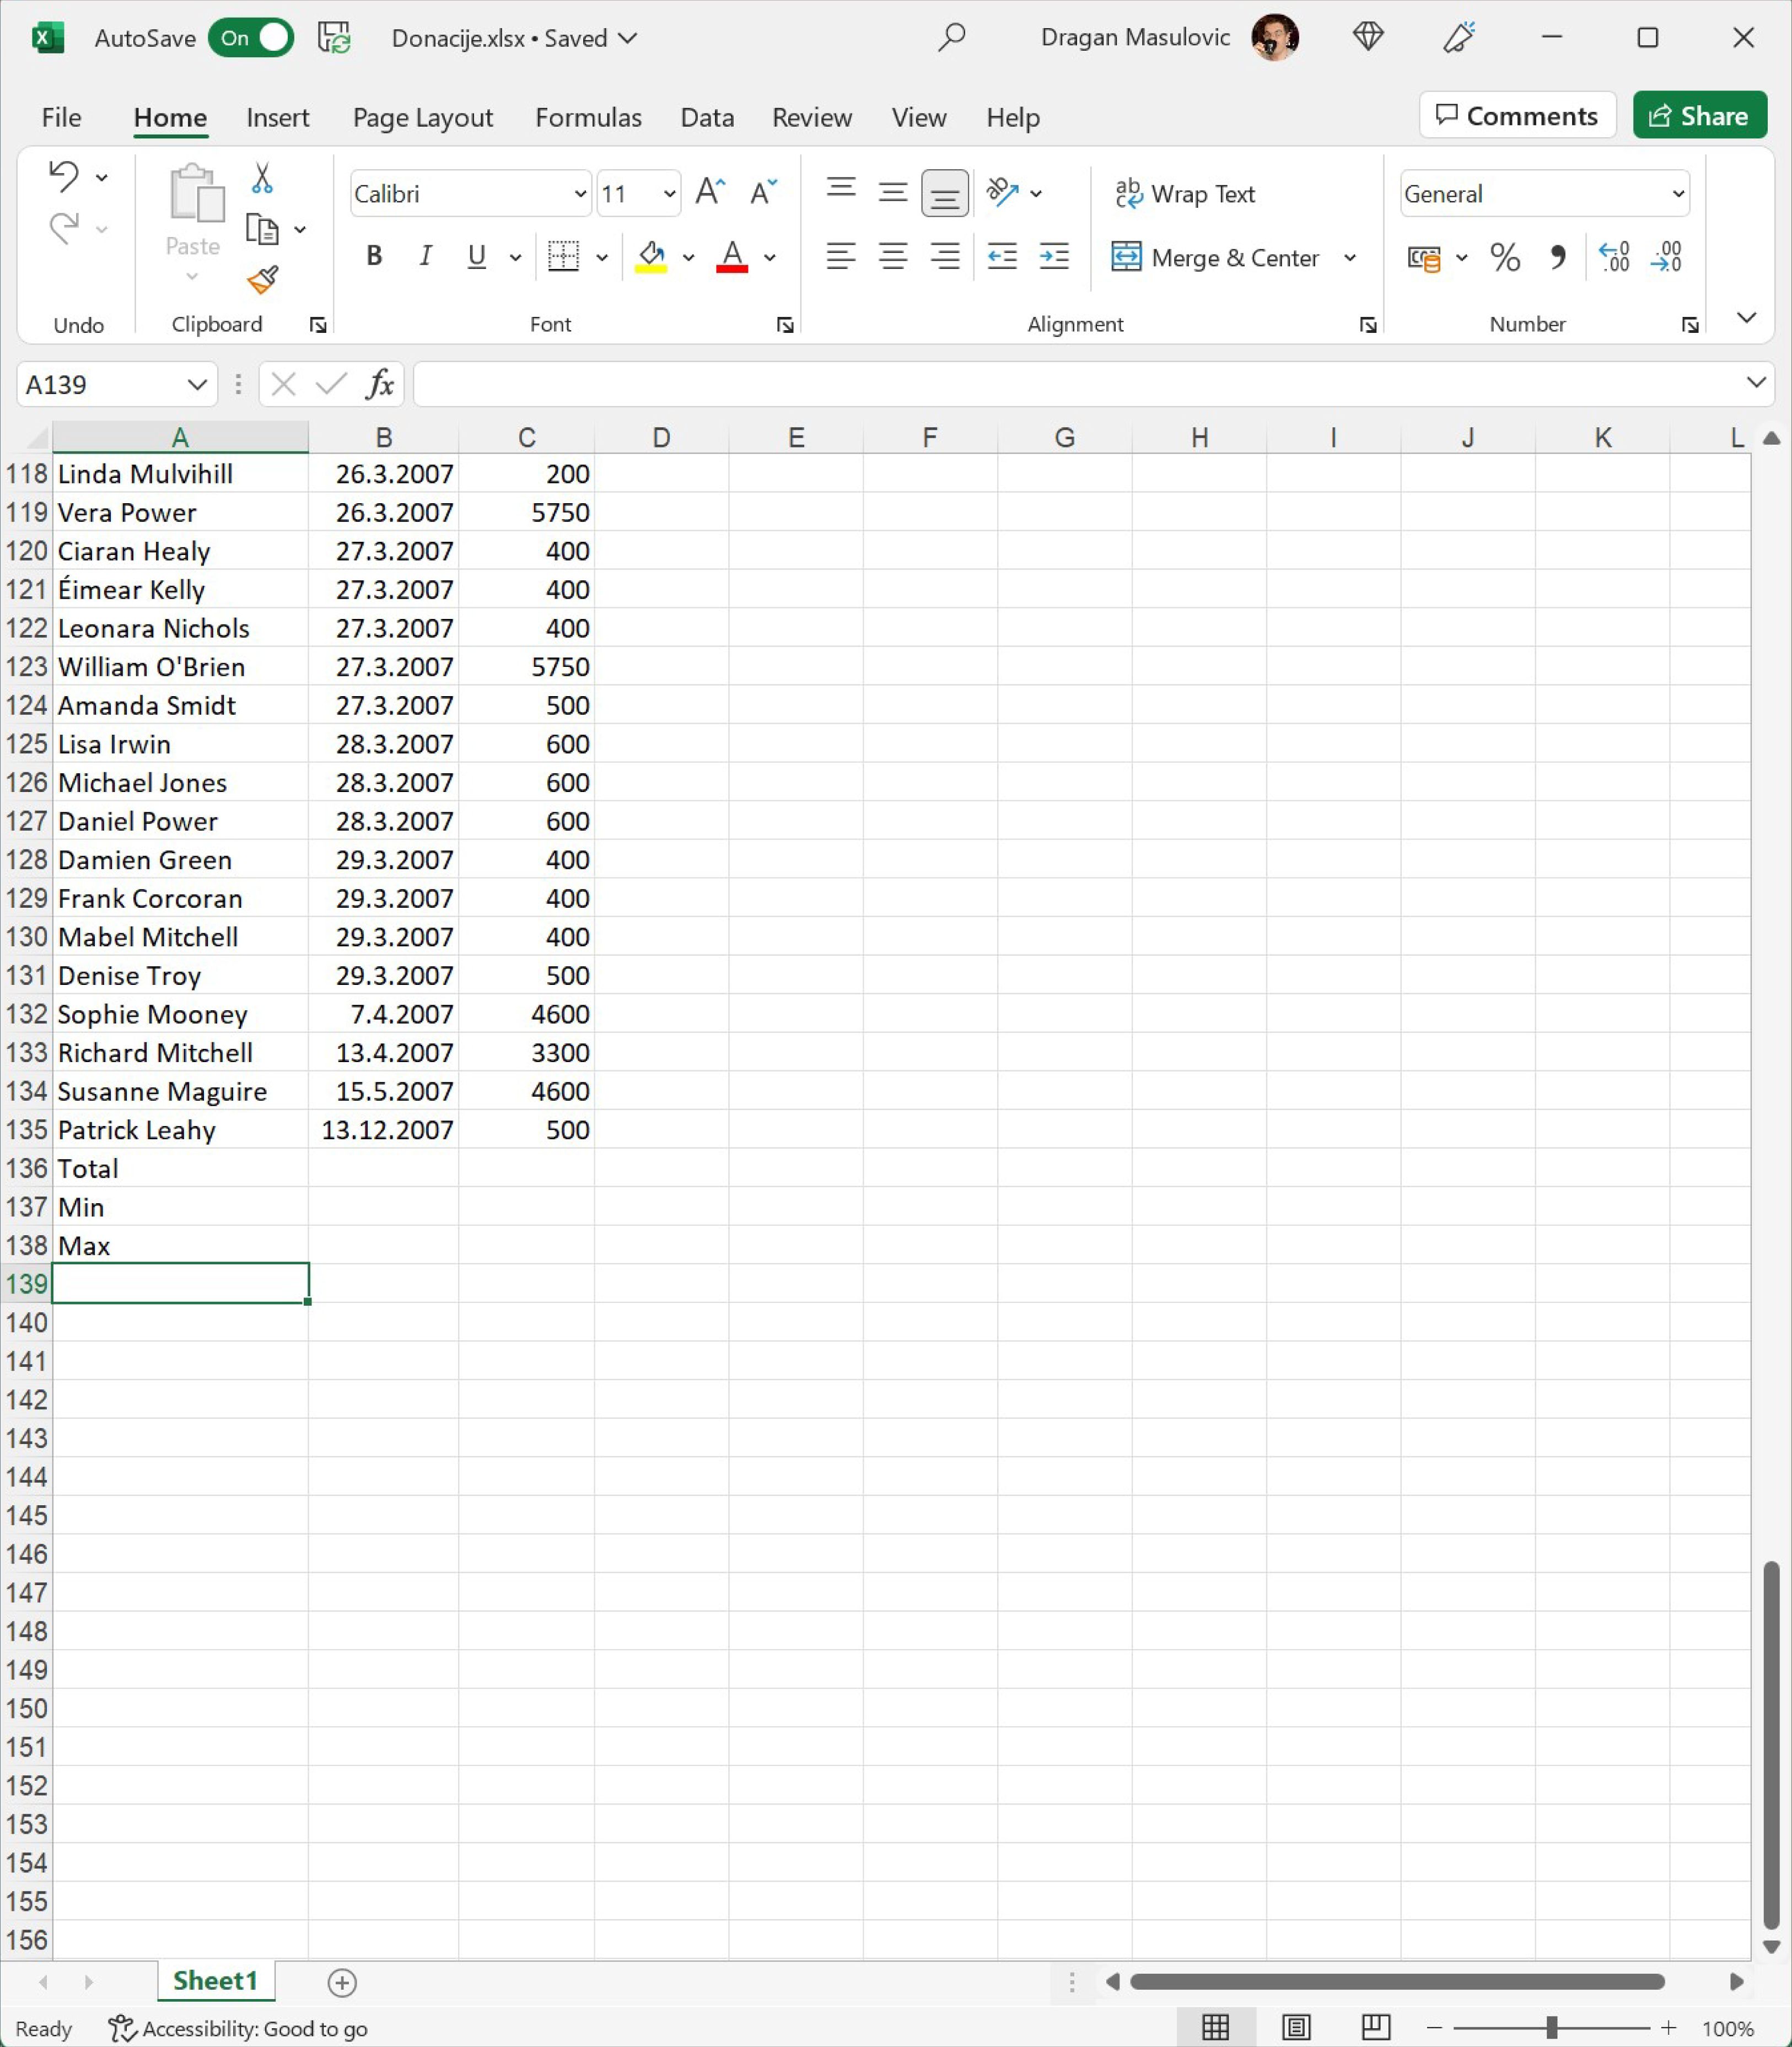 AutoSave On Donacije.xlsx • Saved Dragan Masulovic
File Home Insert Page Layout Formulas Data Review View Help Comments Share
Calibri 11 Wrap Text General
Paste B I U A Merge & Center
Undo Clipboard Font Alignment Number
A139 fx
A B C D E F G H I J K L
118 Linda Mulvihill 26.3.2007 200
119 Vera Power 26.3.2007 5750
120 Ciaran Healy 27.3.2007 400
121 Éimear Kelly 27.3.2007 400
122 Leonara Nichols 27.3.2007 400
123 William O'Brien 27.3.2007 5750
124 Amanda Smidt 27.3.2007 500
125 Lisa Irwin 28.3.2007 600
126 Michael Jones 28.3.2007 600
127 Daniel Power 28.3.2007 600
128 Damien Green 29.3.2007 400
129 Frank Corcoran 29.3.2007 400
130 Mabel Mitchell 29.3.2007 400
131 Denise Troy 29.3.2007 500
132 Sophie Mooney 7.4.2007 4600
133 Richard Mitchell 13.4.2007 3300
134 Susanne Maguire 15.5.2007 4600
135 Patrick Leahy 13.12.2007 500
136 Total
137 Min
138 Max
139
140
141
142
143
144
145
146
147
148
149
150
151
152
153
154
155
156
Sheet1
Ready Accessibility: Good to go 100%